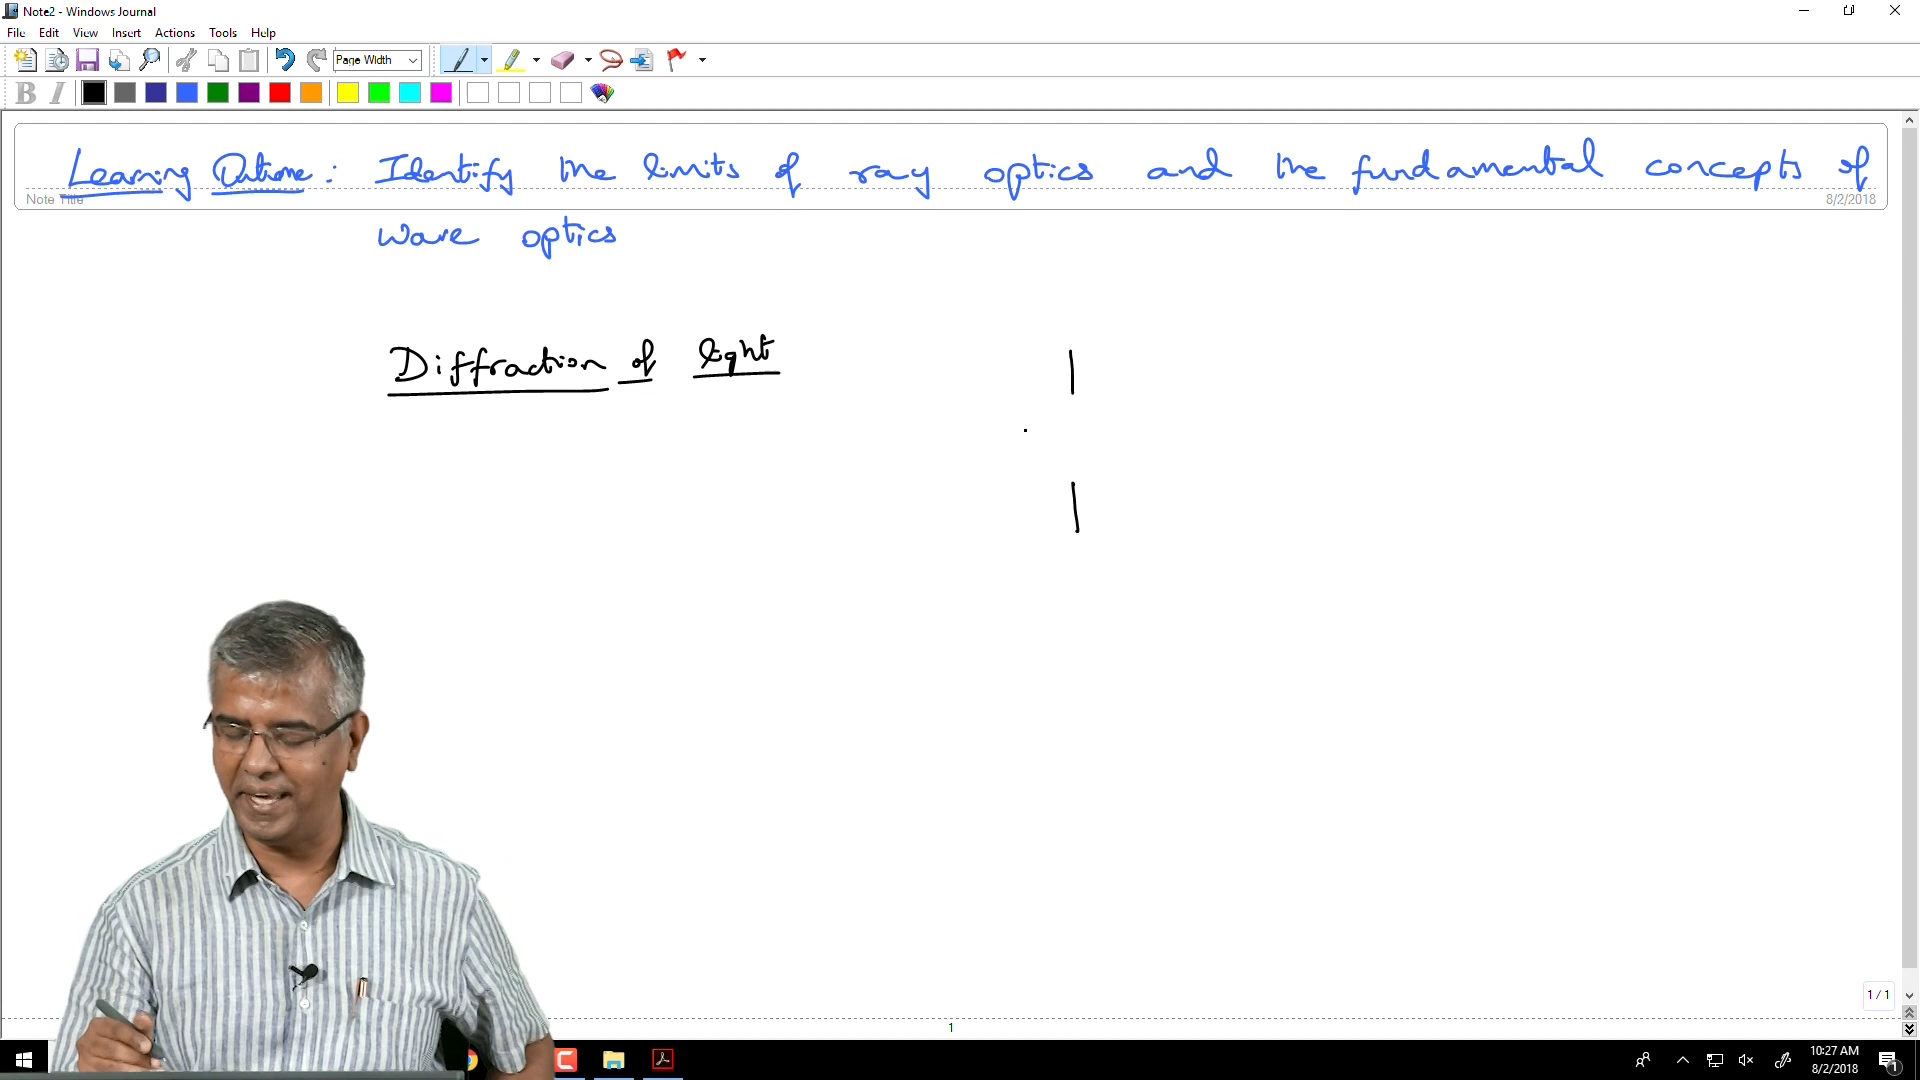 Note2 - Windows Journal
File Edit View Insert Actions Tools Help
Page Width
B I
Learning Outcome : Identify the limits of ray optics and the fundamental concepts of
Note Title 8/2/2018
wave optics
Diffraction of light
1 / 1
1
10:27 AM
8/2/2018
1